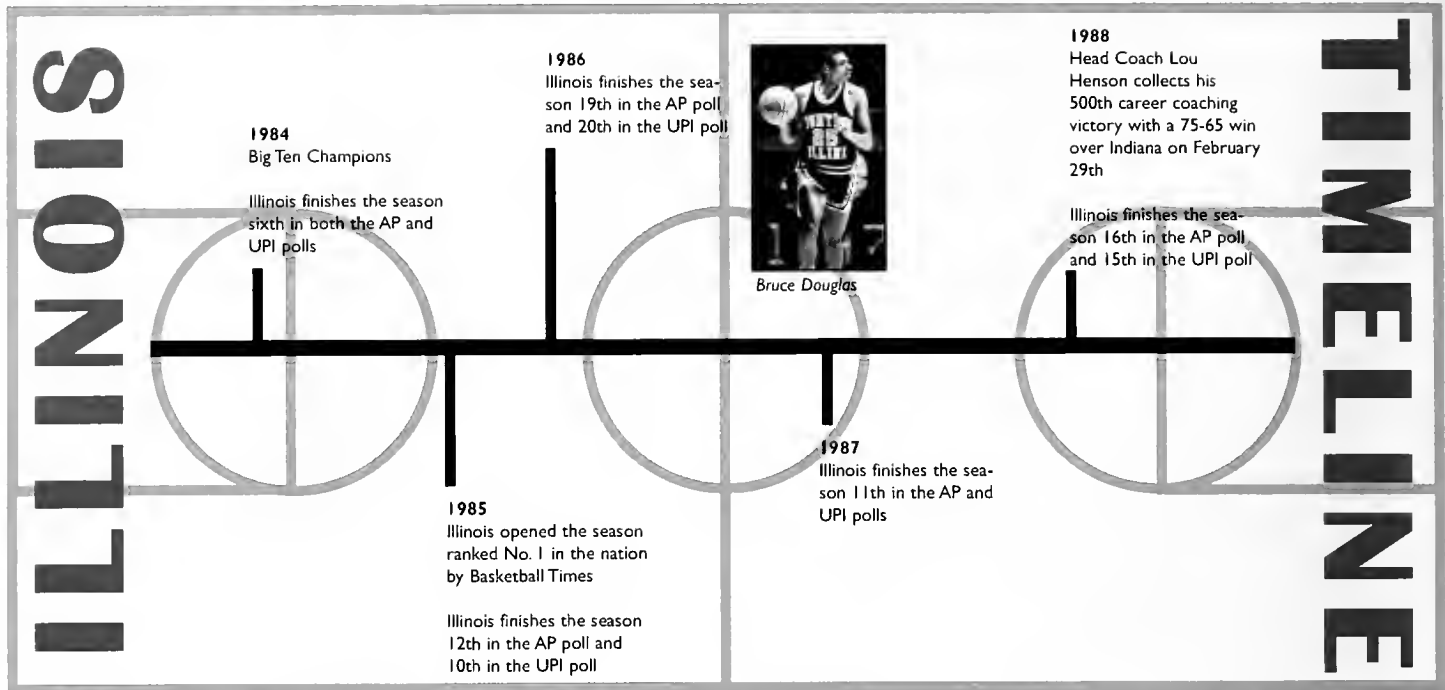 ILLINOIS
1984
Big Ten Champions
Illinois finishes the season
sixth in both the AP and
UPI polls
1985
Illinois opened the season
ranked No. 1 in the nation
by Basketball Times
Illinois finishes the season
12th in the AP poll and
10th in the UPI poll
1986
Illinois finishes the sea-
son 19th in the AP poll
and 20th in the UPI poll
25
ILLINI
Bruce Douglas
1987
Illinois finishes the sea-
son 11th in the AP and
UPI polls
1988
Head Coach Lou
Henson collects his
500th career coaching
victory with a 75-65 win
over Indiana on February
29th
Illinois finishes the sea-
son 16th in the AP poll
and 15th in the UPI poll
TIMELINE